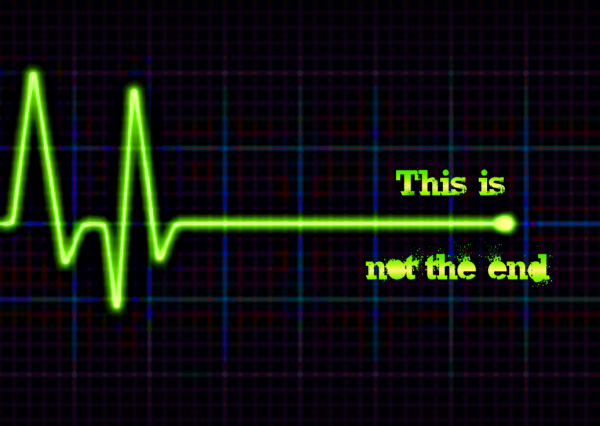 This is
not the end